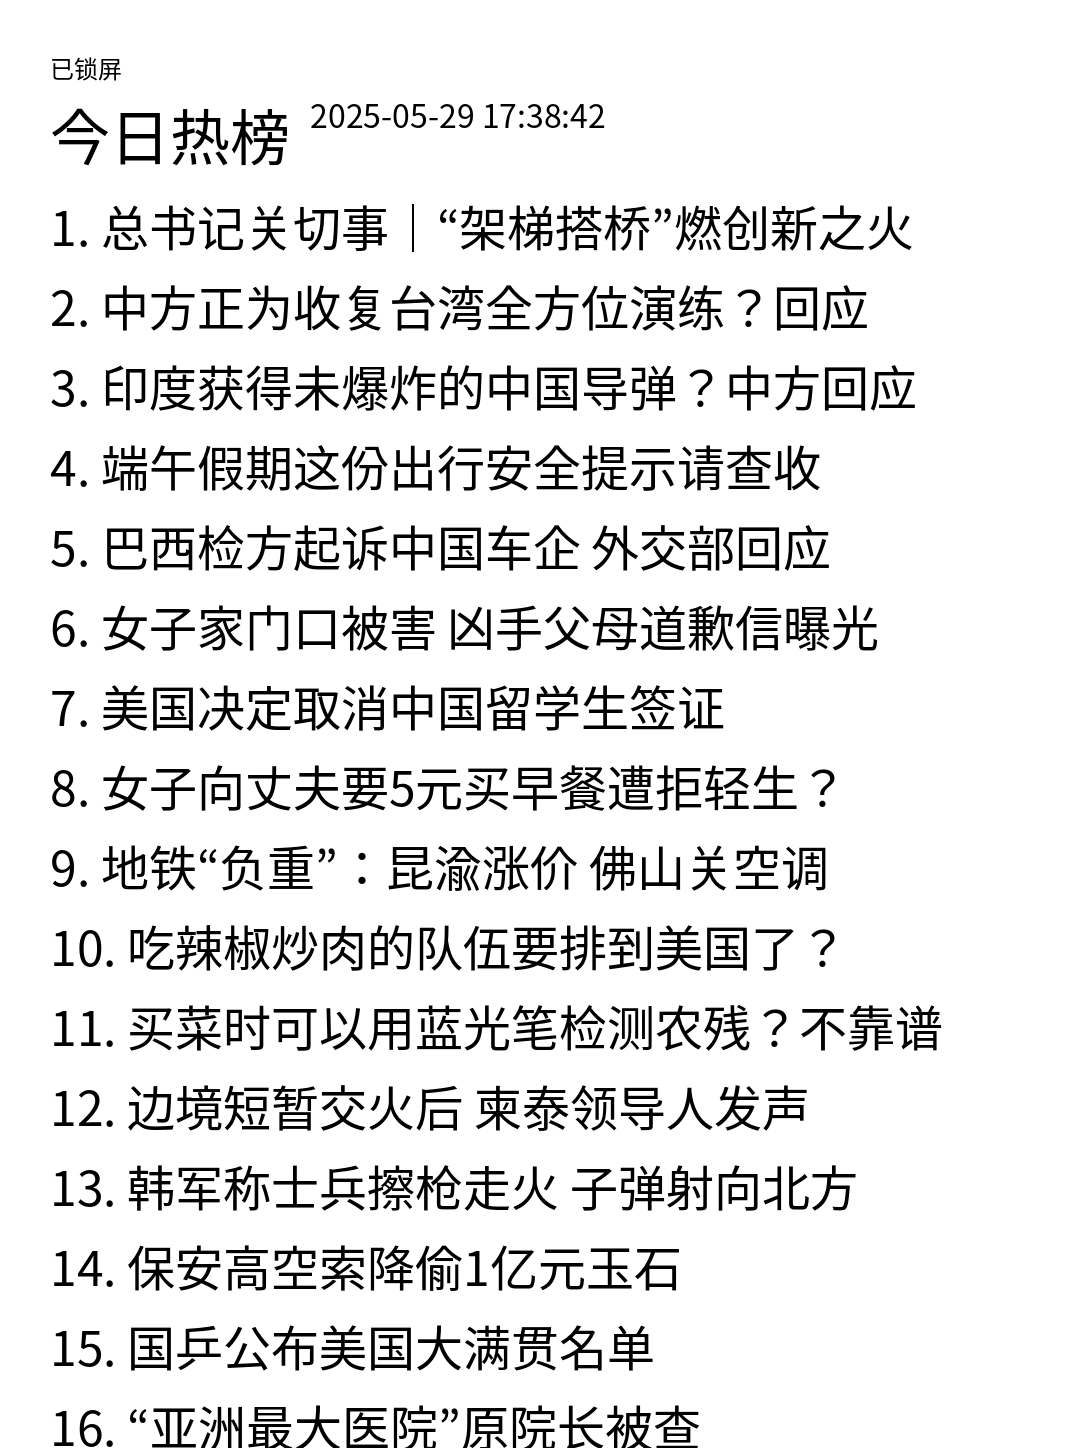 已锁屏
今日热榜 2025-05-29 17:38:42
1. 总书记关切事｜“架梯搭桥”燃创新之火
2. 中方正为收复台湾全方位演练？回应
3. 印度获得未爆炸的中国导弹？中方回应
4. 端午假期这份出行安全提示请查收
5. 巴西检方起诉中国车企 外交部回应
6. 女子家门口被害 凶手父母道歉信曝光
7. 美国决定取消中国留学生签证
8. 女子向丈夫要5元买早餐遭拒轻生？
9. 地铁“负重”：昆渝涨价 佛山关空调
10. 吃辣椒炒肉的队伍要排到美国了？
11. 买菜时可以用蓝光笔检测农残？不靠谱
12. 边境短暂交火后 柬泰领导人发声
13. 韩军称士兵擦枪走火 子弹射向北方
14. 保安高空索降偷1亿元玉石
15. 国乒公布美国大满贯名单
16. “亚洲最大医院”原院长被查